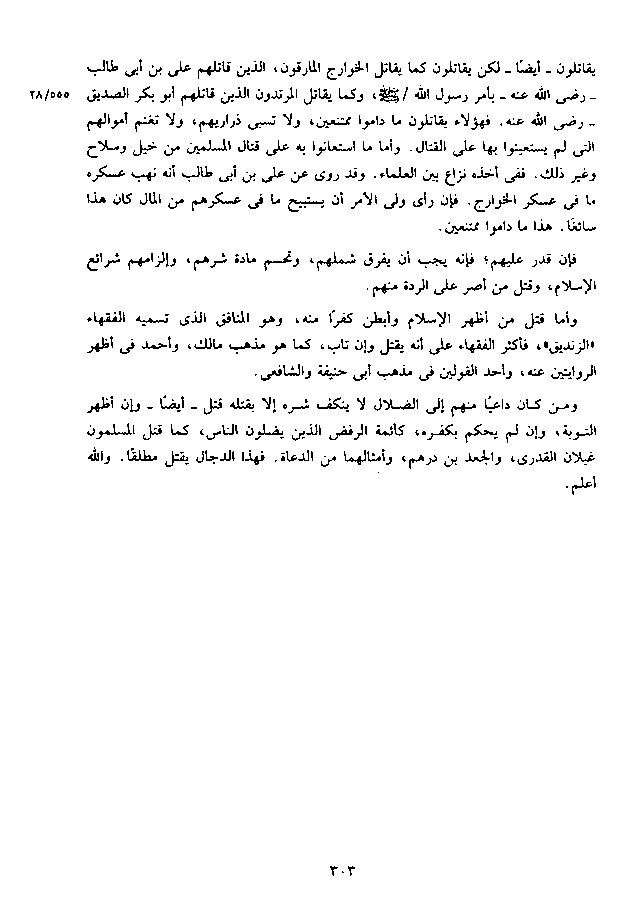 يقاتلون ـ أيضًا ـ لكن يقاتلون كما يقاتل الخوارج المارقون، الذين قاتلهم على بن أبى طالب
ـ رضى الله عنه ـ بأمر رسول الله /ﷺ، وكما يقاتل المرتدون الذين قاتلهم أبو بكر الصديق ٢٨/٥٥٥
ـ رضى الله عنه. فهؤلاء يقاتلون ما داموا ممتنعين، ولا تسبى ذراريهم، ولا تغنم أموالهم
التى لم يستعينوا بها على القتال. وأما ما استعانوا به على قتال المسلمين من خيل وسلاح
وغير ذلك. ففى أخذه نزاع بين العلماء. وقد روى عن على بن أبى طالب أنه نهب عسكره
ما فى عسكر الخوارج. فإن رأى ولى الأمر أن يستبيح ما فى عسكرهم من المال كان هذا
سائغًا. هذا ما داموا ممتنعين.
فإن قدر عليهم؛ فإنه يجب أن يفرق شملهم، وتحسم مادة شرهم، وإلزامهم شرائع
الإسلام، وقتل من أصر على الردة منهم.
وأما قتل من أظهر الإسلام وأبطن كفرًا منه، وهو المنافق الذى تسميه الفقهاء
«الزنديق»، فأكثر الفقهاء على أنه يقتل وإن تاب، كما هو مذهب مالك، وأحمد فى أظهر
الروايتين عنه، وأحد القولين فى مذهب أبى حنيفة والشافعى.
ومن كان داعيًا منهم إلى الضلال لا ينكف شره إلا بقتله قتل ـ أيضًا ـ وإن أظهر
التوبة، وإن لم يحكم بكفره، كأئمة الرفض الذين يضلون الناس، كما قتل المسلمون
غيلان القدرى، والجعد بن درهم، وأمثالهما من الدعاة. فهذا الدجال يقتل مطلقًا. والله
أعلم.
٣٠٣